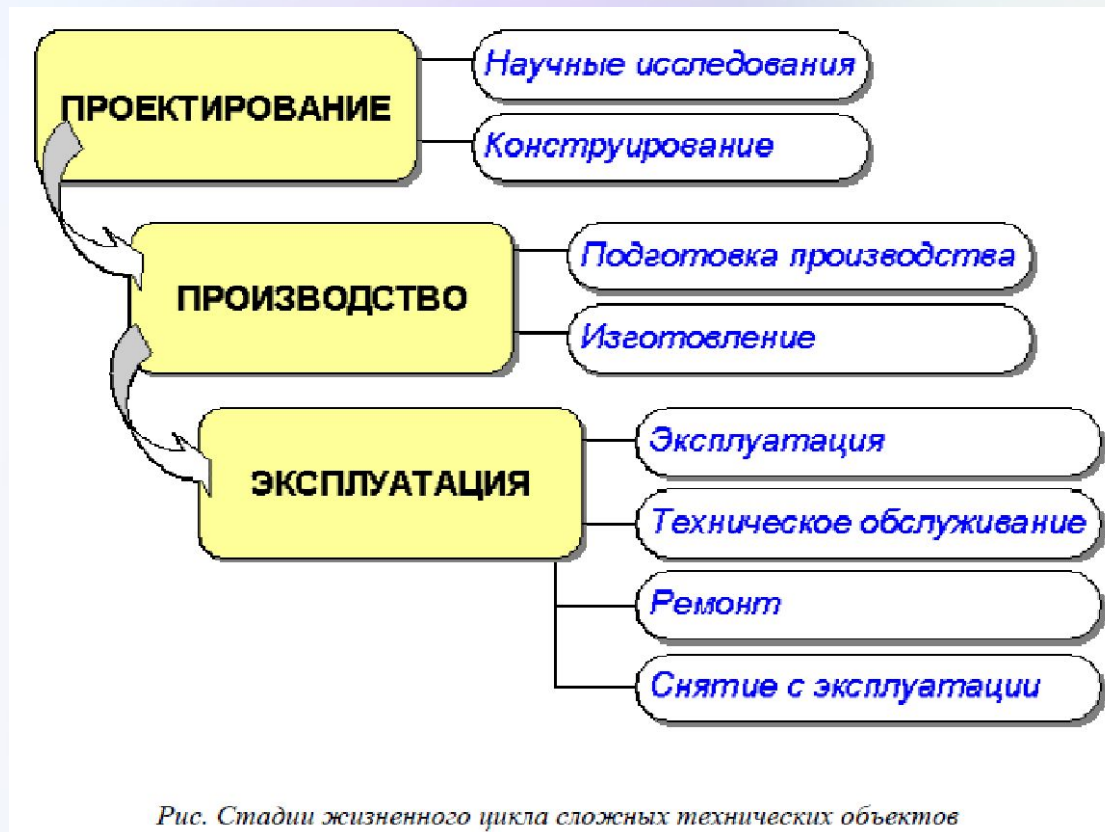 ПРОЕКТИРОВАНИЕ
Научные исследования
Конструирование
ПРОИЗВОДСТВО
Подготовка производства
Изготовление
ЭКСПЛУАТАЦИЯ
Эксплуатация
Техническое обслуживание
Ремонт
Снятие с эксплуатации
Рис. Стадии жизненного цикла сложных технических объектов